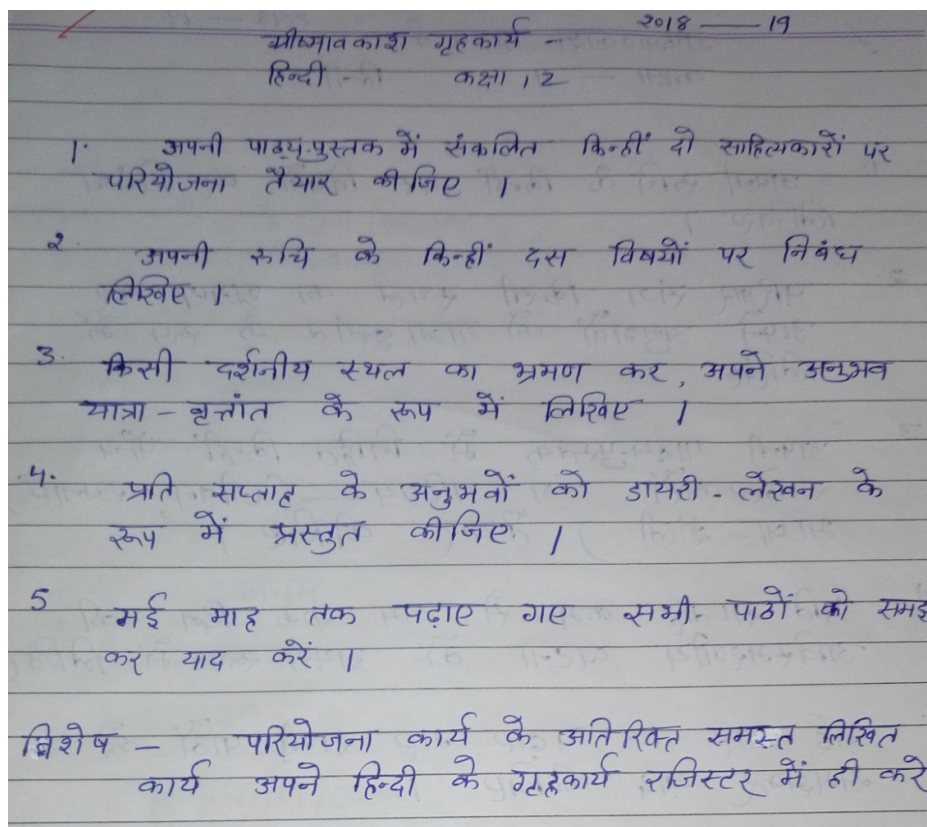 2018 — 19
ग्रीष्मावकाश गृहकार्य -
हिन्दी - कक्षा 12
1. अपनी पाठ्य-पुस्तक में संकलित किन्हीं दो साहित्यकारों पर
परियोजना तैयार कीजिए ।
2. अपनी रुचि के किन्हीं दस विषयों पर निबंध
लिखिए ।
3. किसी दर्शनीय स्थल का भ्रमण कर, अपने अनुभव
यात्रा - वृत्तांत के रूप में लिखिए ।
4. प्रति सप्ताह के अनुभवों को डायरी - लेखन के
रूप में प्रस्तुत कीजिए ।
5 मई माह तक पढ़ाए गए सभी पाठों को समझ
कर याद करें ।
विशेष — परियोजना कार्य के अतिरिक्त समस्त लिखित
कार्य अपने हिन्दी के गृहकार्य रजिस्टर में ही करे